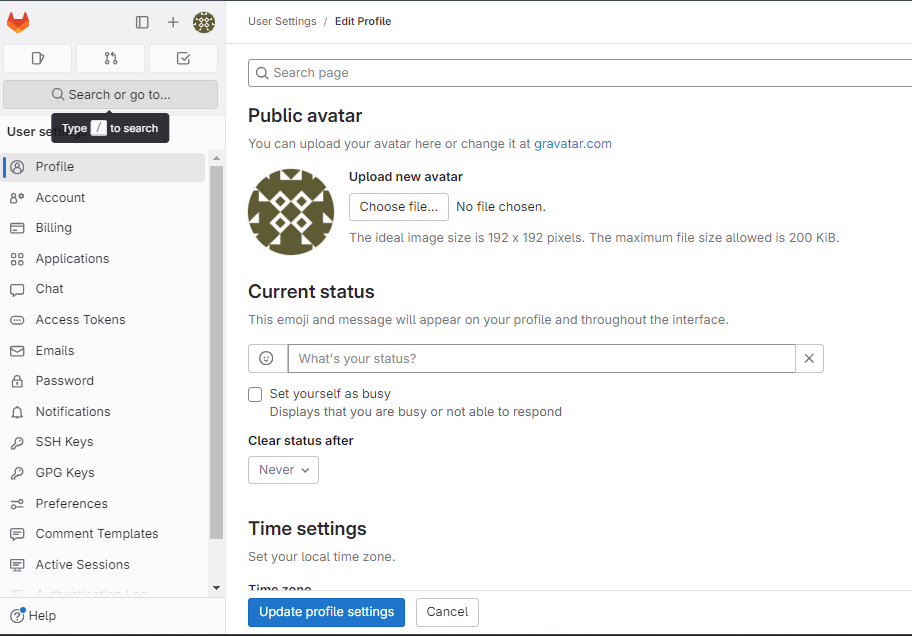 User Settings / Edit Profile
Search or go to...
Type / to search
User se
Profile
Account
Billing
Applications
Chat
Access Tokens
Emails
Password
Notifications
SSH Keys
GPG Keys
Preferences
Comment Templates
Active Sessions
Authentication Log
Help
Search page
Public avatar
You can upload your avatar here or change it at gravatar.com
Upload new avatar
Choose file... No file chosen.
The ideal image size is 192 x 192 pixels. The maximum file size allowed is 200 KiB.
Current status
This emoji and message will appear on your profile and throughout the interface.
What's your status?
Set yourself as busy
Displays that you are busy or not able to respond
Clear status after
Never
Time settings
Set your local time zone.
Time zone
Update profile settings Cancel